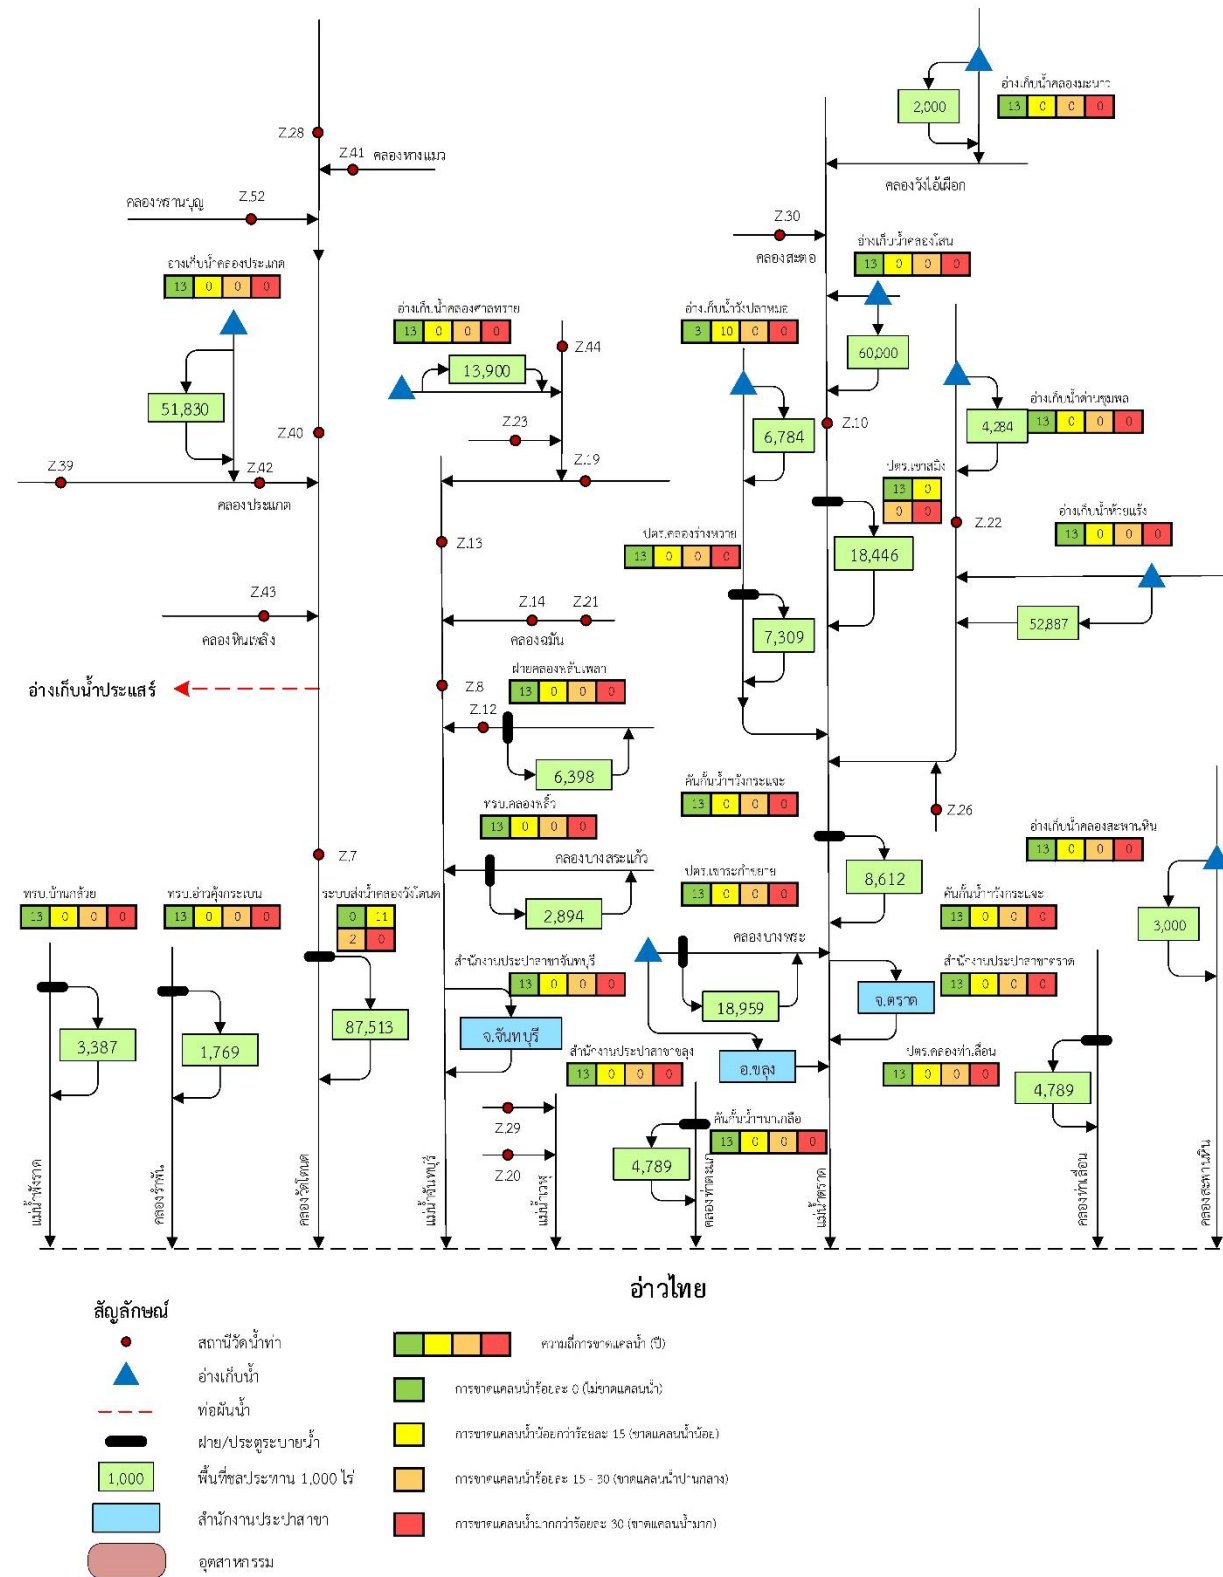 อ่างเก็บน้ำคลองมะนาว
13 0 0 0
2,000
Z.28
Z.41 คลองหางแมว
คลองวังไอ้เผือก
Z.52
คลองพรานบุญ
Z.30
คลองสะตอ
อ่างเก็บน้ำคลองโสน
13 0 0 0
อ่างเก็บน้ำคลองประแกด
13 0 0 0
อ่างเก็บน้ำคลองศาลทราย
13 0 0 0
Z.44
อ่างเก็บน้ำวังปลาหมอ
3 10 0 0
60,000
13,900
51,830
Z.40
Z.23
6,784
Z.10
4,284
อ่างเก็บน้ำด่านชุมพล
13 0 0 0
Z.39
Z.42
คลองประแกด
Z.19
ปตร.เขาสมิง
13 0
0 0
Z.22
อ่างเก็บน้ำห้วยแร้ง
13 0 0 0
Z.13
ปตร.คลองร่างหวาย
13 0 0 0
18,446
Z.43
คลองหินเพลิง
Z.14 Z.21
คลองฉมัน
7,309
52,887
อ่างเก็บน้ำประแสร์
Z.8
ฝายคลองพลับเพลา
13 0 0 0
Z.12
6,398
คันกั้นน้ำฯวังกระแจะ
13 0 0 0
Z.26
ทรบ.คลองพลิ้ว
13 0 0 0
อ่างเก็บน้ำคลองสะพานหิน
13 0 0 0
Z.7
คลองบางสระแก้ว
2,894
ปตร.เขาระกำขยาย
13 0 0 0
8,612
ทรบ.บ้านกล้วย
13 0 0 0
ทรบ.อ่าวคุ้งกระเบน
13 0 0 0
ระบบส่งน้ำคลองวังโตนด
0 11
2 0
คันกั้นน้ำฯวังกระแจะ
13 0 0 0
3,000
คลองบางพระ
สำนักงานประปาสาขาจันทบุรี
13 0 0 0
สำนักงานประปาสาขาตราด
13 0 0 0
จ.ตราด
18,959
3,387
1,769
87,513
จ.จันทบุรี
สำนักงานประปาสาขาขลุง
13 0 0 0
อ.ขลุง
ปตร.คลองท่าเลื่อน
13 0 0 0
4,789
Z.29
Z.20
คันกั้นน้ำฯนาเกลือ
13 0 0 0
4,789
แม่น้ำพังราด
คลองรำพัน
คลองวังโตนด
แม่น้ำจันทบุรี
แม่น้ำเวฬุ
แม่น้ำตราด
คลองท่าเลื่อน
คลองสะพานหิน
อ่าวไทย
สัญลักษณ์
สถานีวัดน้ำท่า
อ่างเก็บน้ำ
ท่อผันน้ำ
ฝาย/ประตูระบายน้ำ
1,000 พื้นที่ชลประทาน 1,000 ไร่
สำนักงานประปาสาขา
อุตสาหกรรม
ความถี่การขาดแคลนน้ำ (ปี)
การขาดแคลนน้ำร้อยละ 0 (ไม่ขาดแคลนน้ำ)
การขาดแคลนน้ำน้อยกว่าร้อยละ 15 (ขาดแคลนน้ำน้อย)
การขาดแคลนน้ำร้อยละ 15 - 30 (ขาดแคลนน้ำปานกลาง)
การขาดแคลนน้ำมากกว่าร้อยละ 30 (ขาดแคลนน้ำมาก)